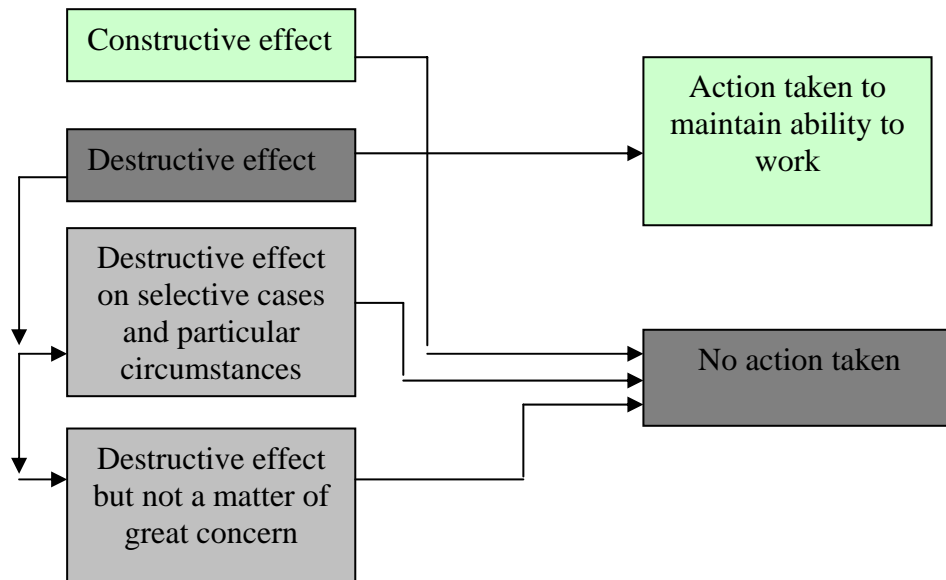 Constructive effect
Action taken to
maintain ability to
work
Destructive effect
Destructive effect
on selective cases
and particular
circumstances
No action taken
Destructive effect
but not a matter of
great concern